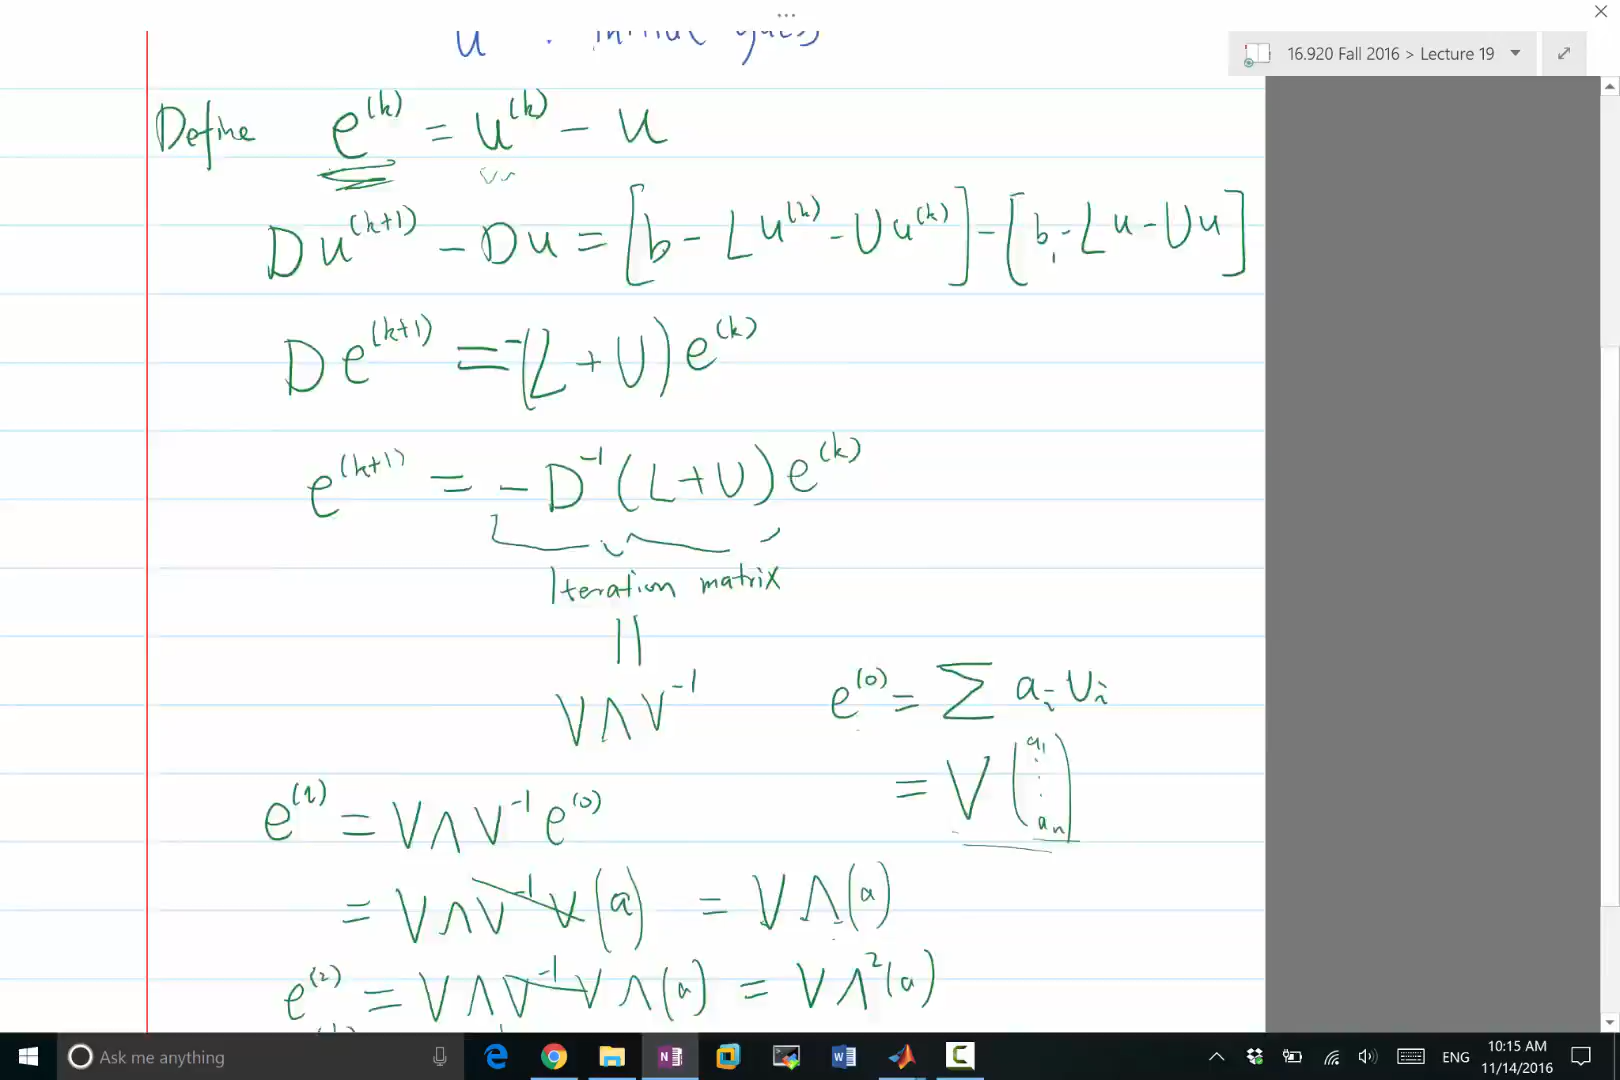 u : initial guess
16.920 Fall 2016 > Lecture 19
Define e^(k) = u^(k) - u
Du^(k+1) - Du = [b - Lu^(k) - Uu^(k)] - [b - Lu - Uu]
De^(k+1) = -(L + U)e^(k)
e^(k+1) = -D^-1(L+U)e^(k)
Iteration matrix
||
VΛV^-1
e^(0) = Σ a_i v_i
= V(a_1 ⋮ a_n)
e^(1) = VΛV^-1 e^(0)
= VΛV^-1 V(a) = VΛ(a)
e^(2) = VΛV^-1 VΛ(a) = VΛ^2(a)
Ask me anything
ENG
10:15 AM
11/14/2016